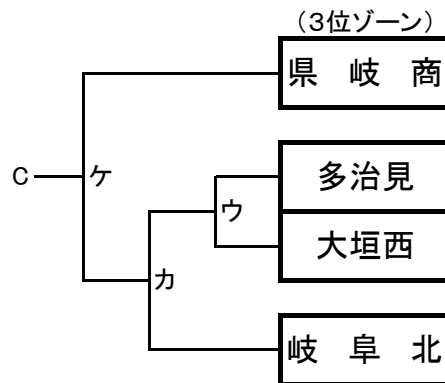 （３位ゾーン）
県　岐　商
C
ケ
多治見
ウ
大垣西
カ
岐　阜　北